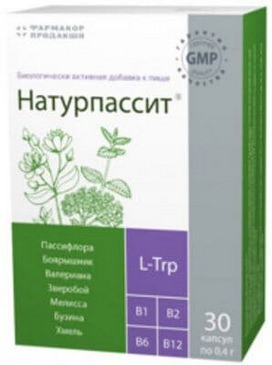 ФАРМАКОР
ПРОДАКШН
Биологически активная добавка к пище
Натурпассит®
GMP
Пассифлора
Боярышник
Валериана
Зверобой
Мелисса
Бузина
Хмель
L-Trp
B1
B2
B6
B12
30
капсул
по 0,4 г